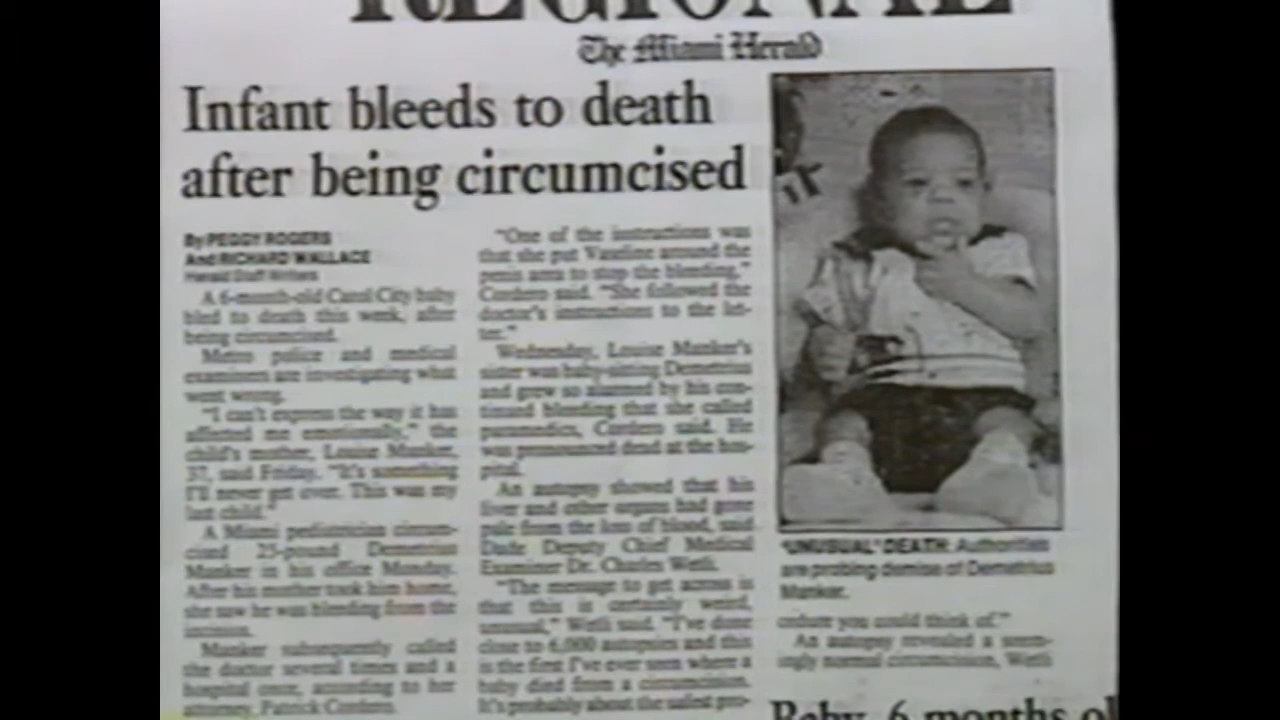 REGIONAL
The Miami Herald
Infant bleeds to death
after being circumcised
By PEGGY ROGERS
And RICHARD WALLACE
Herald Staff Writers
A 6-month-old Carol City baby
bled to death this week, after
being circumcised.
Metro police and medical
examiners are investigating what
went wrong.
"I can't express the way it has
affected me emotionally," the
child's mother, Louise Manker,
37, said Friday. "It's something
I'll never get over. This was my
last child."
A Miami pediatrician circum-
cised 25-pound Demetrius
Manker in his office Monday.
After his mother took him home,
she saw he was bleeding from the
incision.
Manker subsequently called
the doctor several times and a
hospital once, according to her
attorney, Patrick Cordero.
"One of the instructions was
that she put Vaseline around the
penis area to stop the bleeding,"
Cordero said. "She followed the
doctor's instructions to the let-
ter."
Wednesday, Louise Manker's
sister was baby-sitting Demetrius
and grew so alarmed by his con-
tinued bleeding that she called
paramedics, Cordero said. He
was pronounced dead at the hos-
pital.
An autopsy showed that his
liver and other organs had gone
pale from the loss of blood, said
Dade Deputy Chief Medical
Examiner Dr. Charles Wetli.
"The message to get across is
that this is certainly weird,
unusual," Wetli said. "I've done
close to 6,000 autopsies and this
is the first I've ever seen where a
baby died from a circumcision.
It's probably about the safest pro-
'UNUSUAL' DEATH: Authorities
are probing demise of Demetrius
Manker.
cedure you could think of."
An autopsy revealed a seem-
ingly normal circumcision, Wetli
Baby, 6 months ol